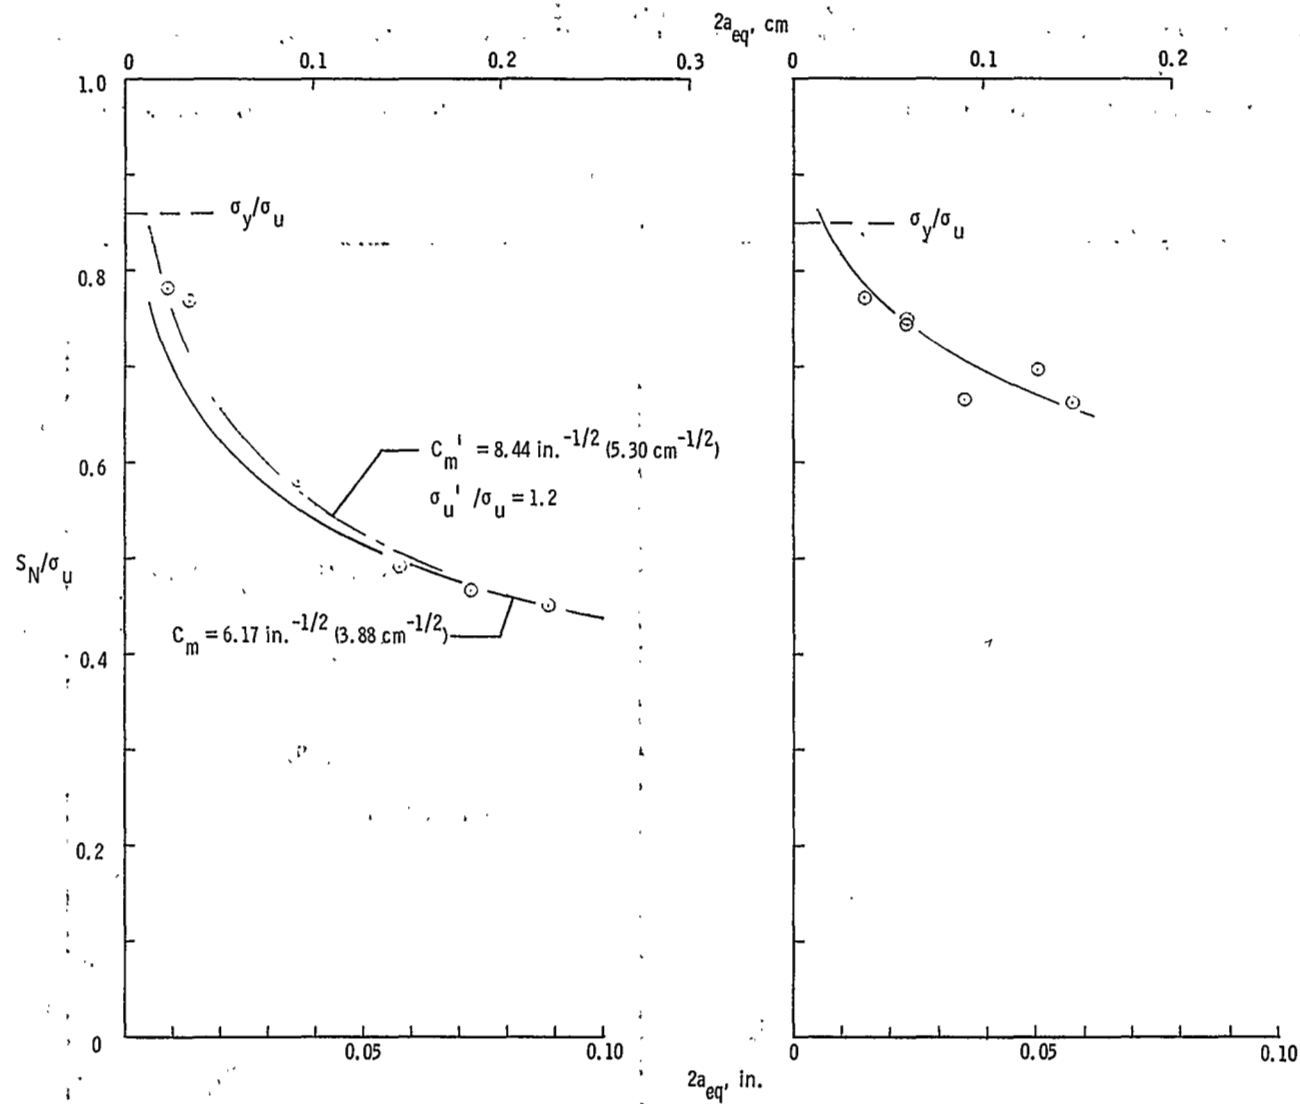 2a_eq, cm
0 0.1 0.2 0.3 0 0.1 0.2
1.0
σ_y/σ_u
σ_y/σ_u
0.8
0.6
C_m' = 8.44 in.^-1/2 (5.30 cm^-1/2)
σ_u' /σ_u = 1.2
S_N/σ_u
C_m = 6.17 in.^-1/2 (3.88 cm^-1/2)
0.4
0.2
0
0.05 0.10 0 0.05 0.10
2a_eq, in.